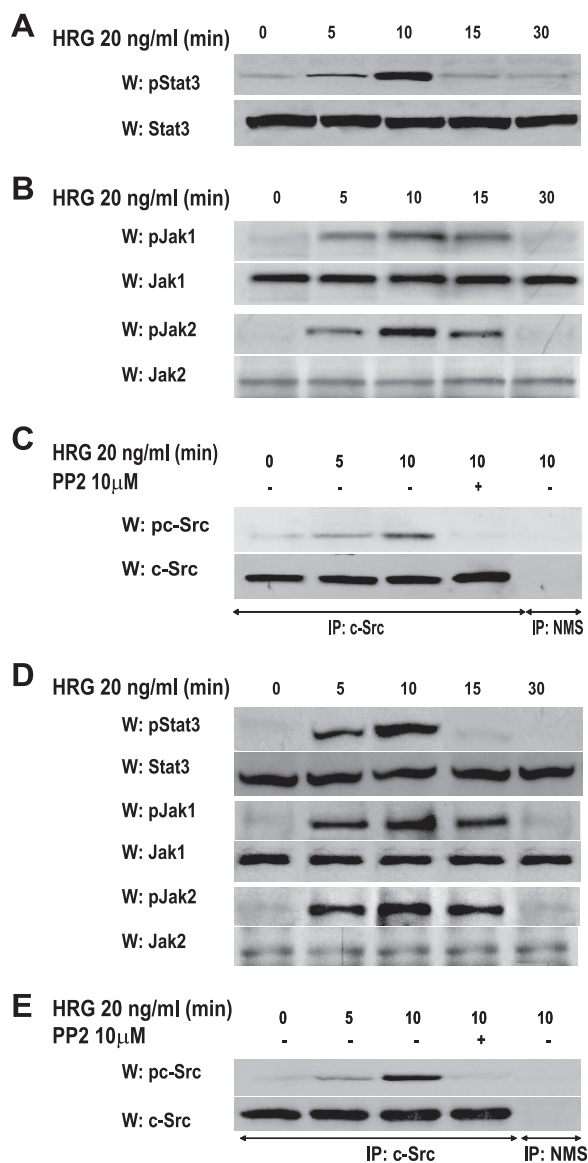 A
HRG 20 ng/ml (min) 0 5 10 15 30
W: pStat3
W: Stat3
B
HRG 20 ng/ml (min) 0 5 10 15 30
W: pJak1
W: Jak1
W: pJak2
W: Jak2
C
HRG 20 ng/ml (min) 0 5 10 10 10
PP2 10μM - - - + -
W: pc-Src
W: c-Src
IP: c-Src IP: NMS
D
HRG 20 ng/ml (min) 0 5 10 15 30
W: pStat3
W: Stat3
W: pJak1
W: Jak1
W: pJak2
W: Jak2
E
HRG 20 ng/ml (min) 0 5 10 10 10
PP2 10μM - - - + -
W: pc-Src
W: c-Src
IP: c-Src IP: NMS